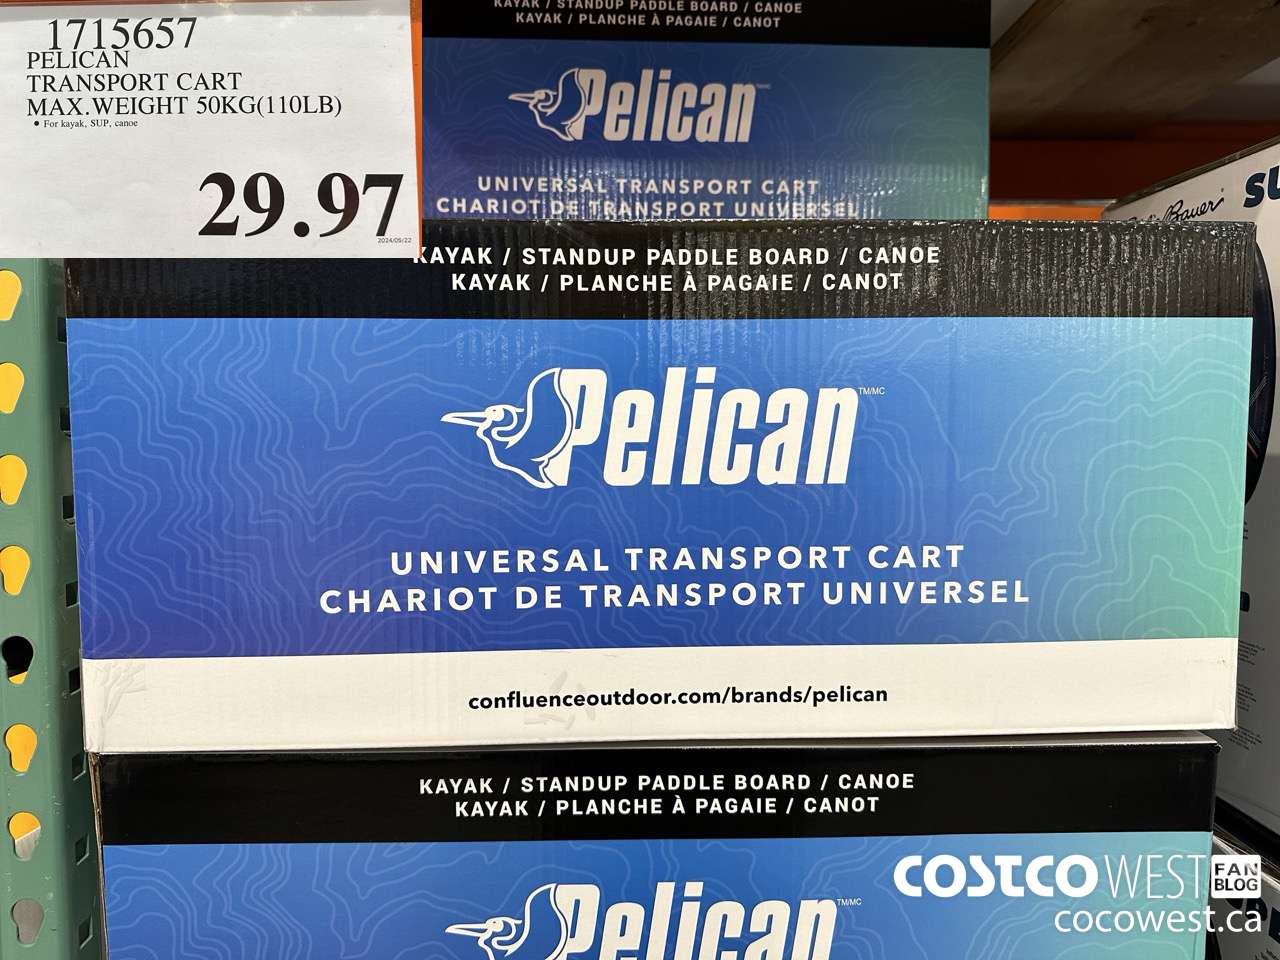 1715657
PELICAN
TRANSPORT CART
MAX.WEIGHT 50KG(110LB)
• For kayak, SUP, canoe
29.97
2024/09/22
KAYAK / STANDUP PADDLE BOARD / CANOE
KAYAK / PLANCHE À PAGAIE / CANOT
Pelican
UNIVERSAL TRANSPORT CART
CHARIOT DE TRANSPORT UNIVERSEL
Bauer
KAYAK / STANDUP PADDLE BOARD / CANOE
KAYAK / PLANCHE À PAGAIE / CANOT
Pelican TM/MC
UNIVERSAL TRANSPORT CART
CHARIOT DE TRANSPORT UNIVERSEL
confluenceoutdoor.com/brands/pelican
KAYAK / STANDUP PADDLE BOARD / CANOE
KAYAK / PLANCHE À PAGAIE / CANOT
Pelican TM/MC
COSTCO WEST FAN BLOG
cocowest.ca